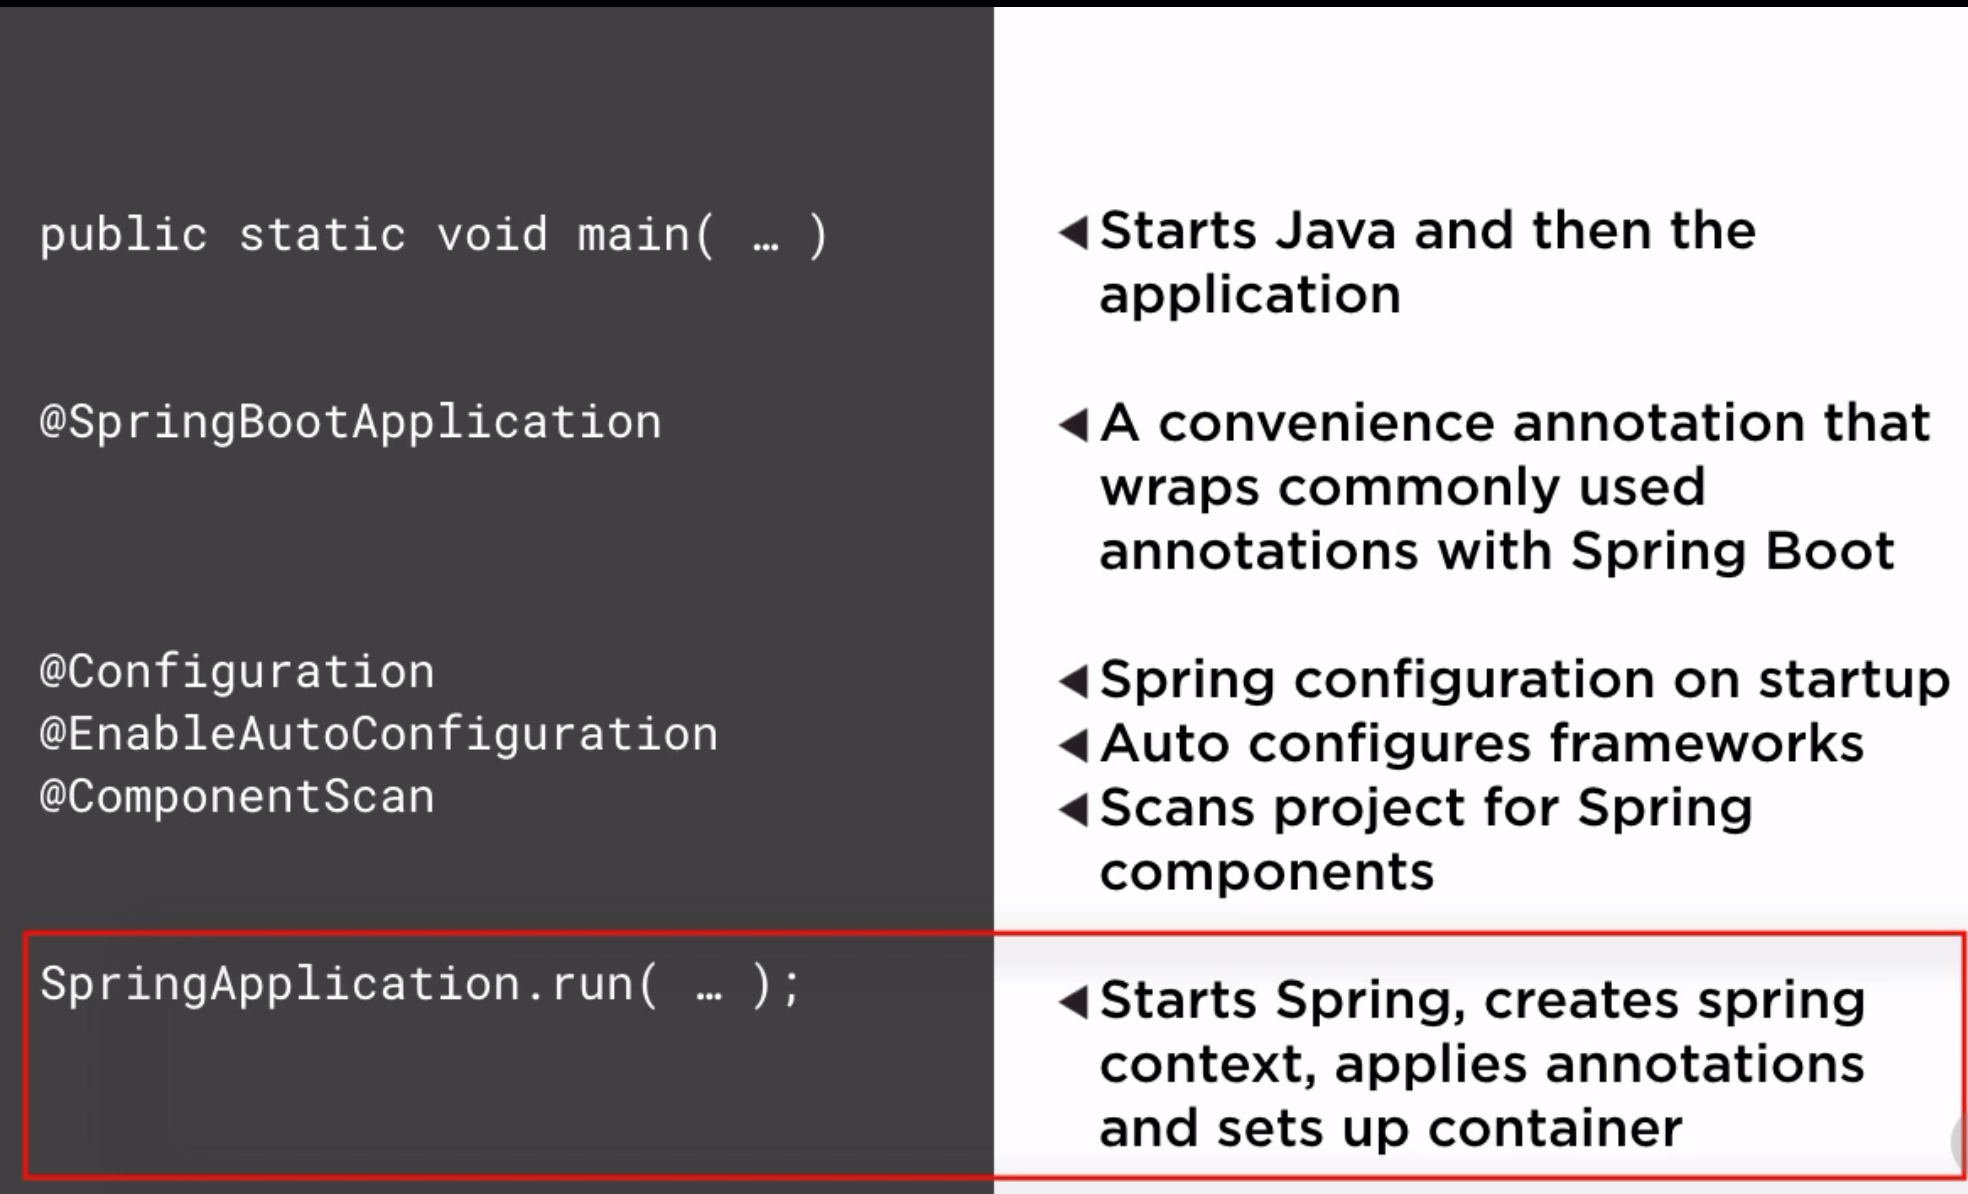 public static void main( … )
◀ Starts Java and then the
application
@SpringBootApplication
◀ A convenience annotation that
wraps commonly used
annotations with Spring Boot
@Configuration
◀ Spring configuration on startup
@EnableAutoConfiguration
◀ Auto configures frameworks
@ComponentScan
◀ Scans project for Spring
components
SpringApplication.run( … );
◀ Starts Spring, creates spring
context, applies annotations
and sets up container